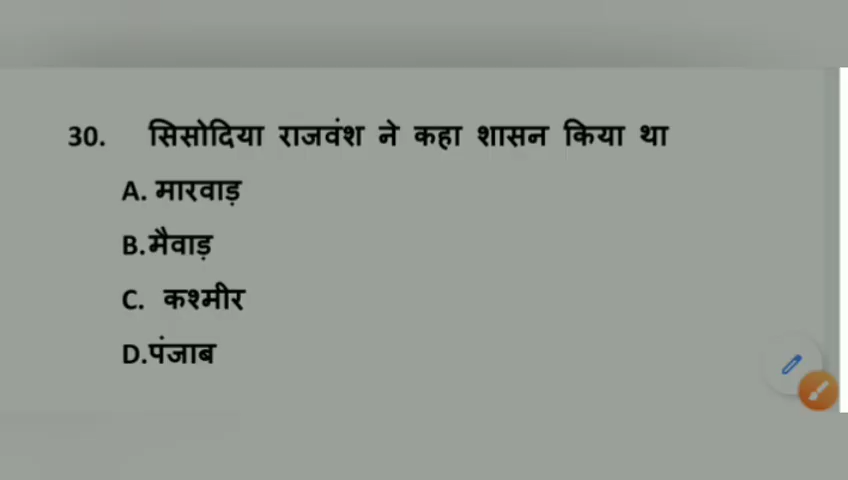 30. सिसोदिया राजवंश ने कहा शासन किया था
A. मारवाड़
B.मैवाड़
C. कश्मीर
D.पंजाब